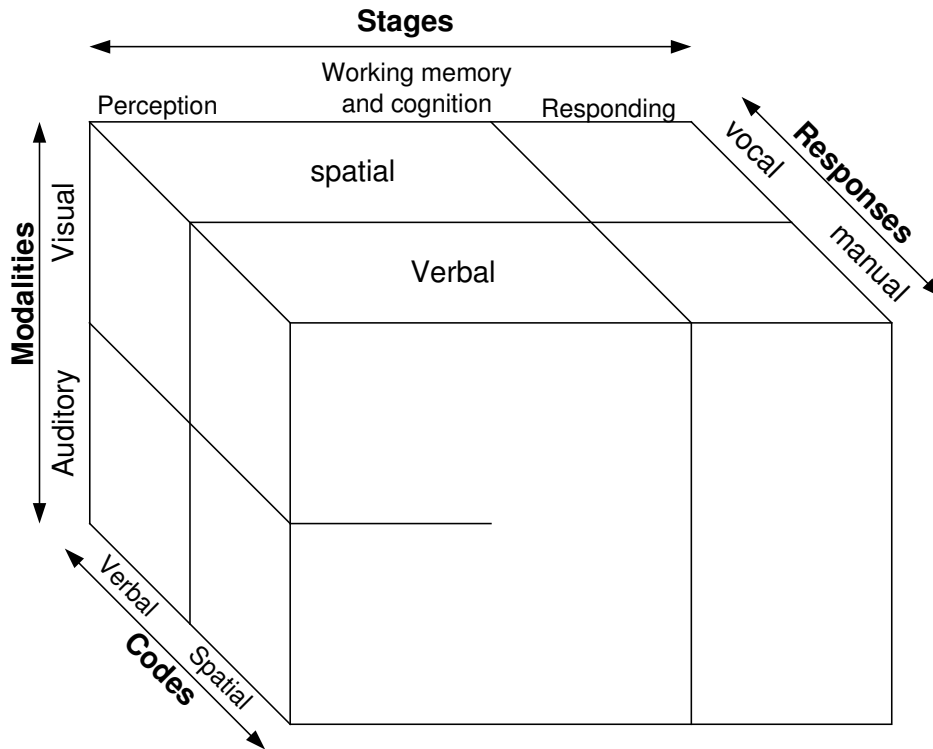 Stages
Working memory
and cognition
Perception
Responding
Responses
vocal
manual
spatial
Verbal
Modalities
Visual
Auditory
Verbal
Spatial
Codes